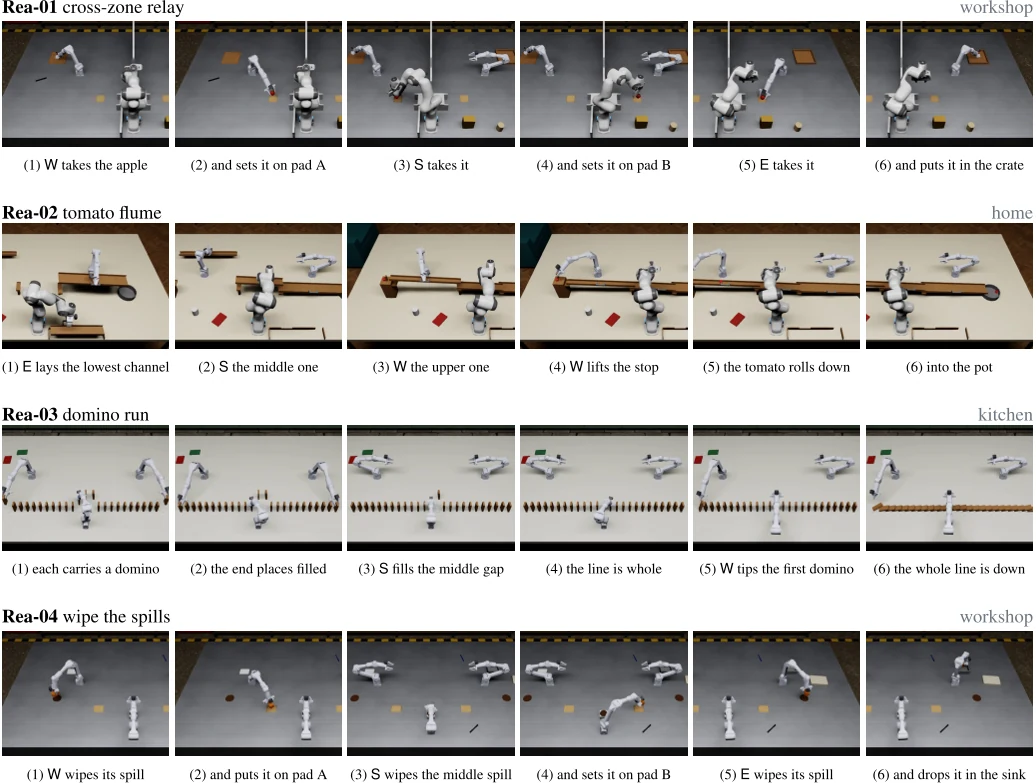 Rea-01 cross-zone relay workshop
(1) W takes the apple (2) and sets it on pad A (3) S takes it (4) and sets it on pad B (5) E takes it (6) and puts it in the crate
Rea-02 tomato flume home
(1) E lays the lowest channel (2) S the middle one (3) W the upper one (4) W lifts the stop (5) the tomato rolls down (6) into the pot
Rea-03 domino run kitchen
(1) each carries a domino (2) the end places filled (3) S fills the middle gap (4) the line is whole (5) W tips the first domino (6) the whole line is down
Rea-04 wipe the spills workshop
(1) W wipes its spill (2) and puts it on pad A (3) S wipes the middle spill (4) and sets it on pad B (5) E wipes its spill (6) and drops it in the sink